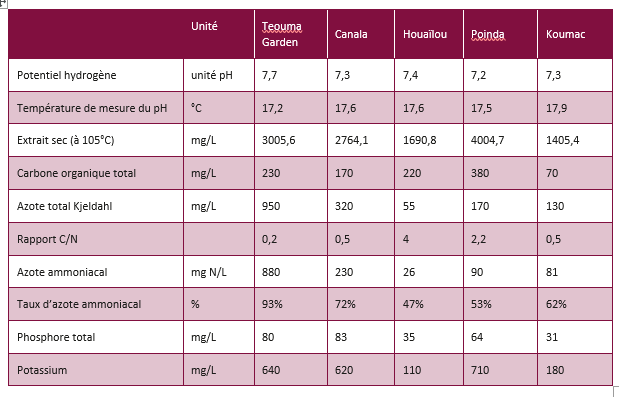 Unité Teouma Garden Canala Houaïlou Poinda Koumac
Potentiel hydrogène unité pH 7,7 7,3 7,4 7,2 7,3
Température de mesure du pH °C 17,2 17,6 17,6 17,5 17,9
Extrait sec (à 105°C) mg/L 3005,6 2764,1 1690,8 4004,7 1405,4
Carbone organique total mg/L 230 170 220 380 70
Azote total Kjeldahl mg/L 950 320 55 170 130
Rapport C/N 0,2 0,5 4 2,2 0,5
Azote ammoniacal mg N/L 880 230 26 90 81
Taux d'azote ammoniacal % 93% 72% 47% 53% 62%
Phosphore total mg/L 80 83 35 64 31
Potassium mg/L 640 620 110 710 180